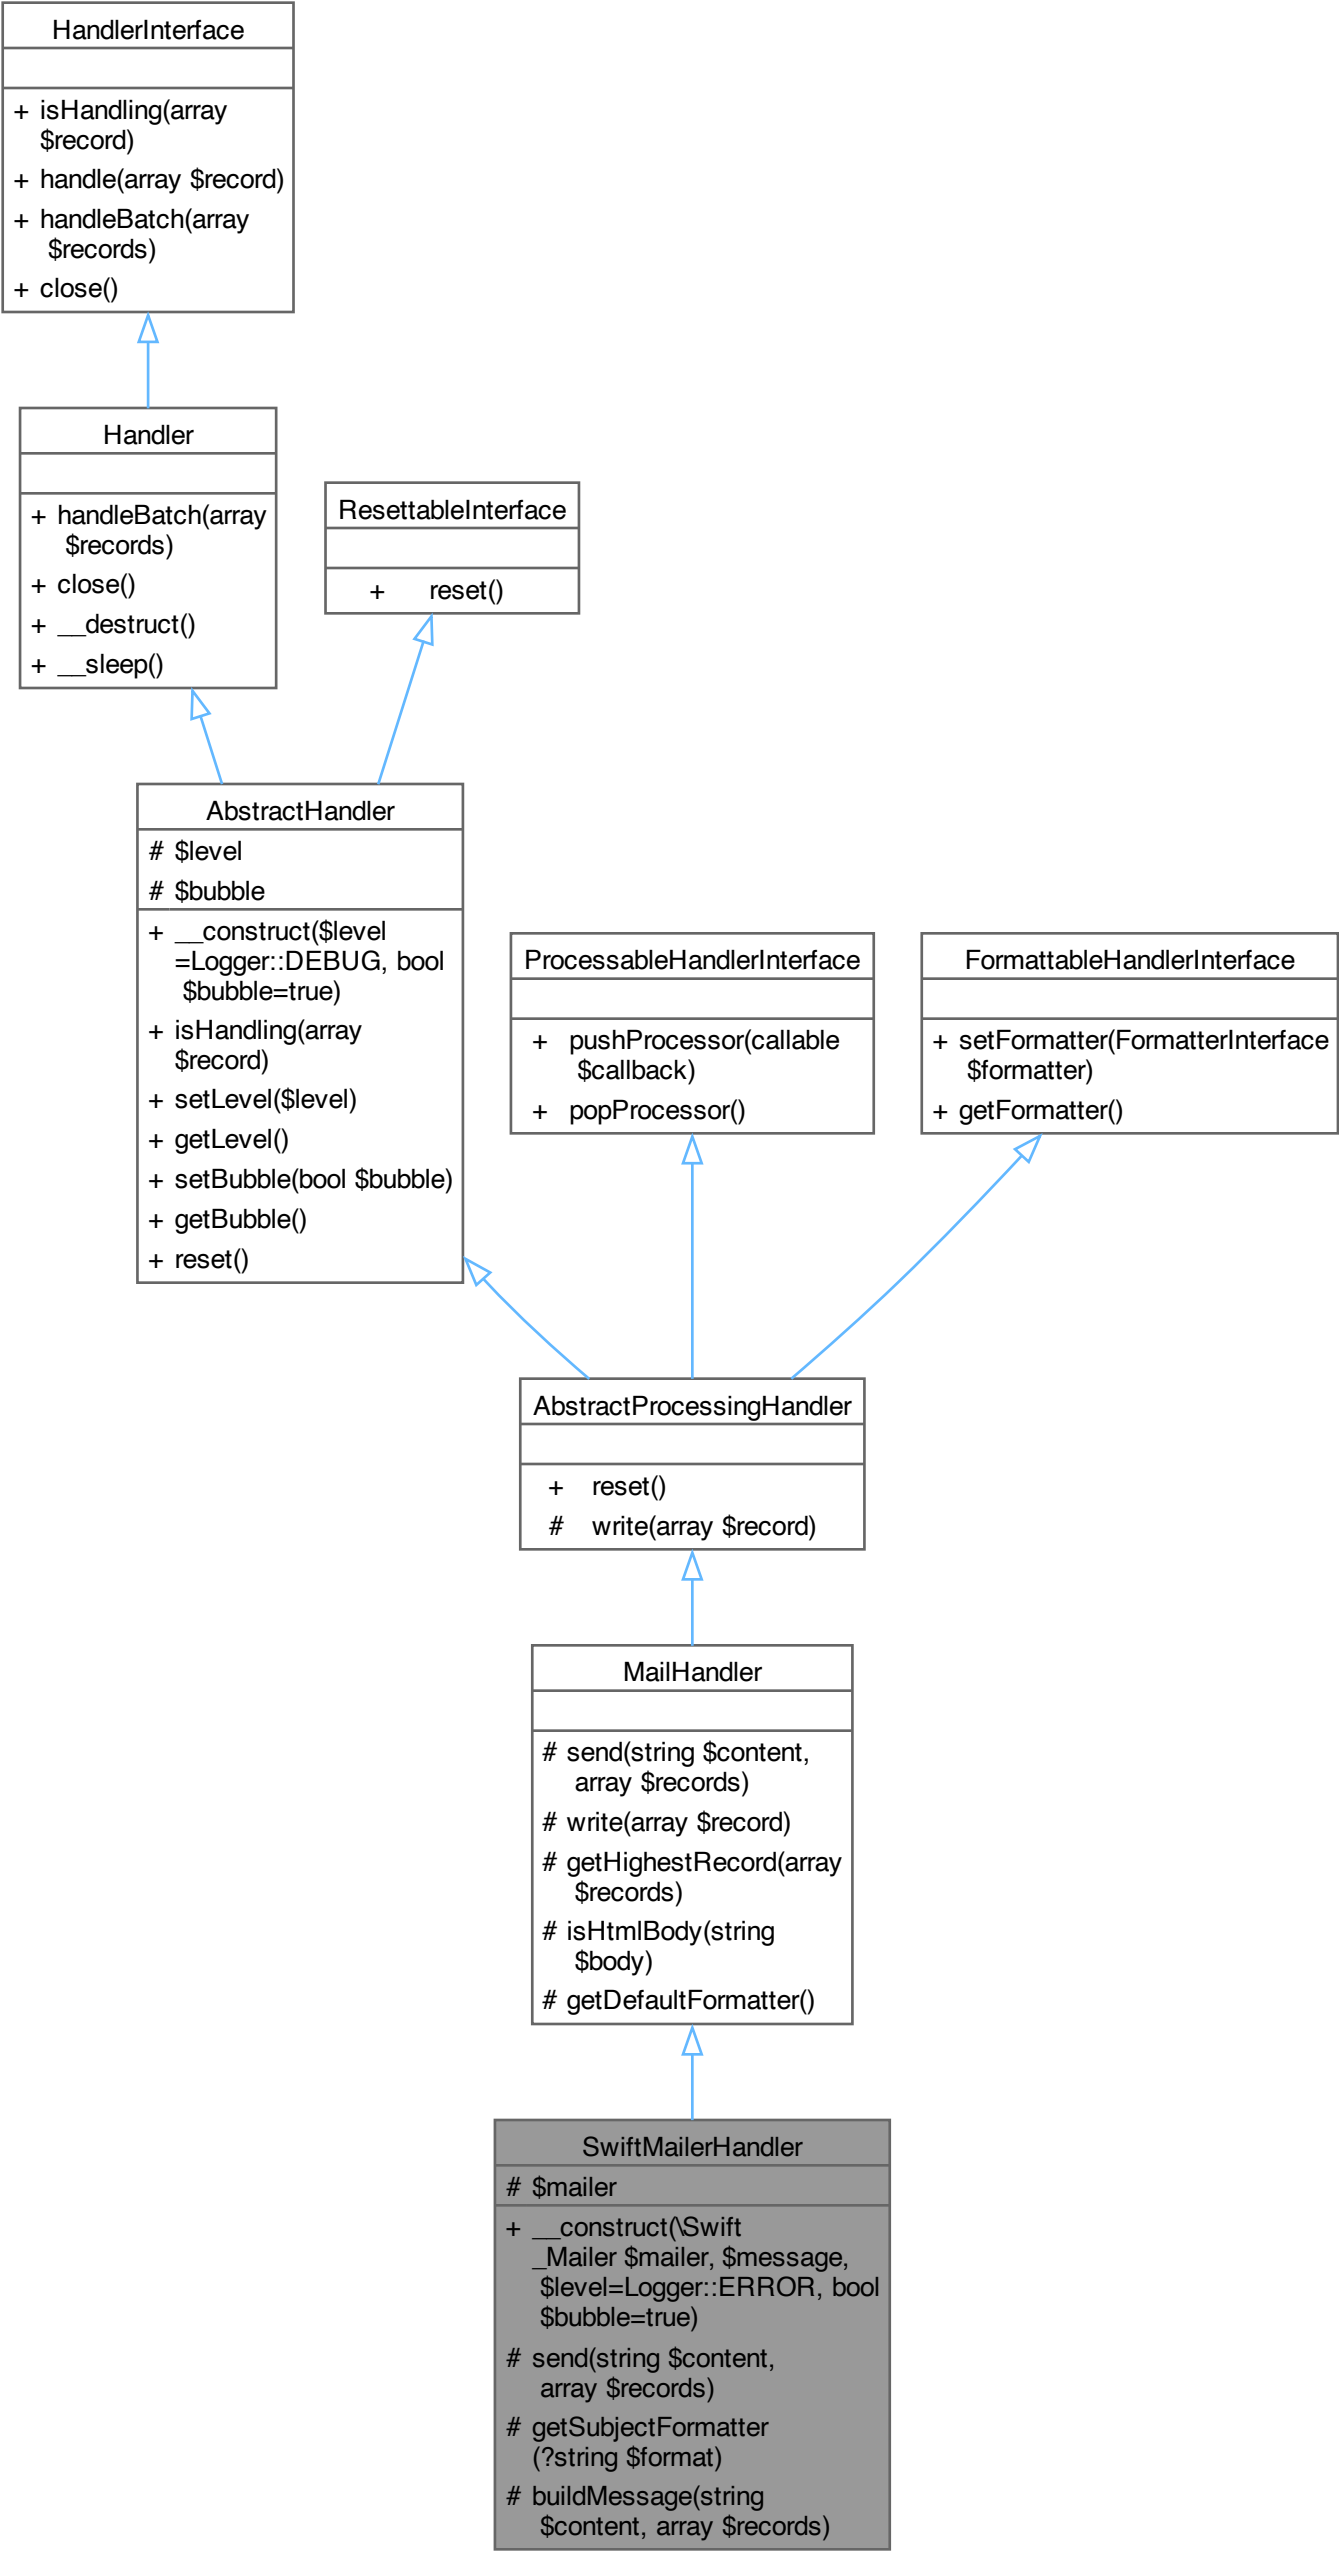 HandlerInterface
+ isHandling(array
$record)
+ handle(array $record)
+ handleBatch(array
$records)
+ close()
Handler
+ handleBatch(array
$records)
+ close()
+ __destruct()
+ __sleep()
ResettableInterface
+ reset()
AbstractHandler
# $level
# $bubble
+ __construct($level
=Logger::DEBUG, bool
$bubble=true)
+ isHandling(array
$record)
+ setLevel($level)
+ getLevel()
+ setBubble(bool $bubble)
+ getBubble()
+ reset()
ProcessableHandlerInterface
+ pushProcessor(callable
$callback)
+ popProcessor()
FormattableHandlerInterface
+ setFormatter(FormatterInterface
$formatter)
+ getFormatter()
AbstractProcessingHandler
+ reset()
# write(array $record)
MailHandler
# send(string $content,
array $records)
# write(array $record)
# getHighestRecord(array
$records)
# isHtmlBody(string
$body)
# getDefaultFormatter()
SwiftMailerHandler
# $mailer
+ __construct(\Swift
_Mailer $mailer, $message,
$level=Logger::ERROR, bool
$bubble=true)
# send(string $content,
array $records)
# getSubjectFormatter
(?string $format)
# buildMessage(string
$content, array $records)